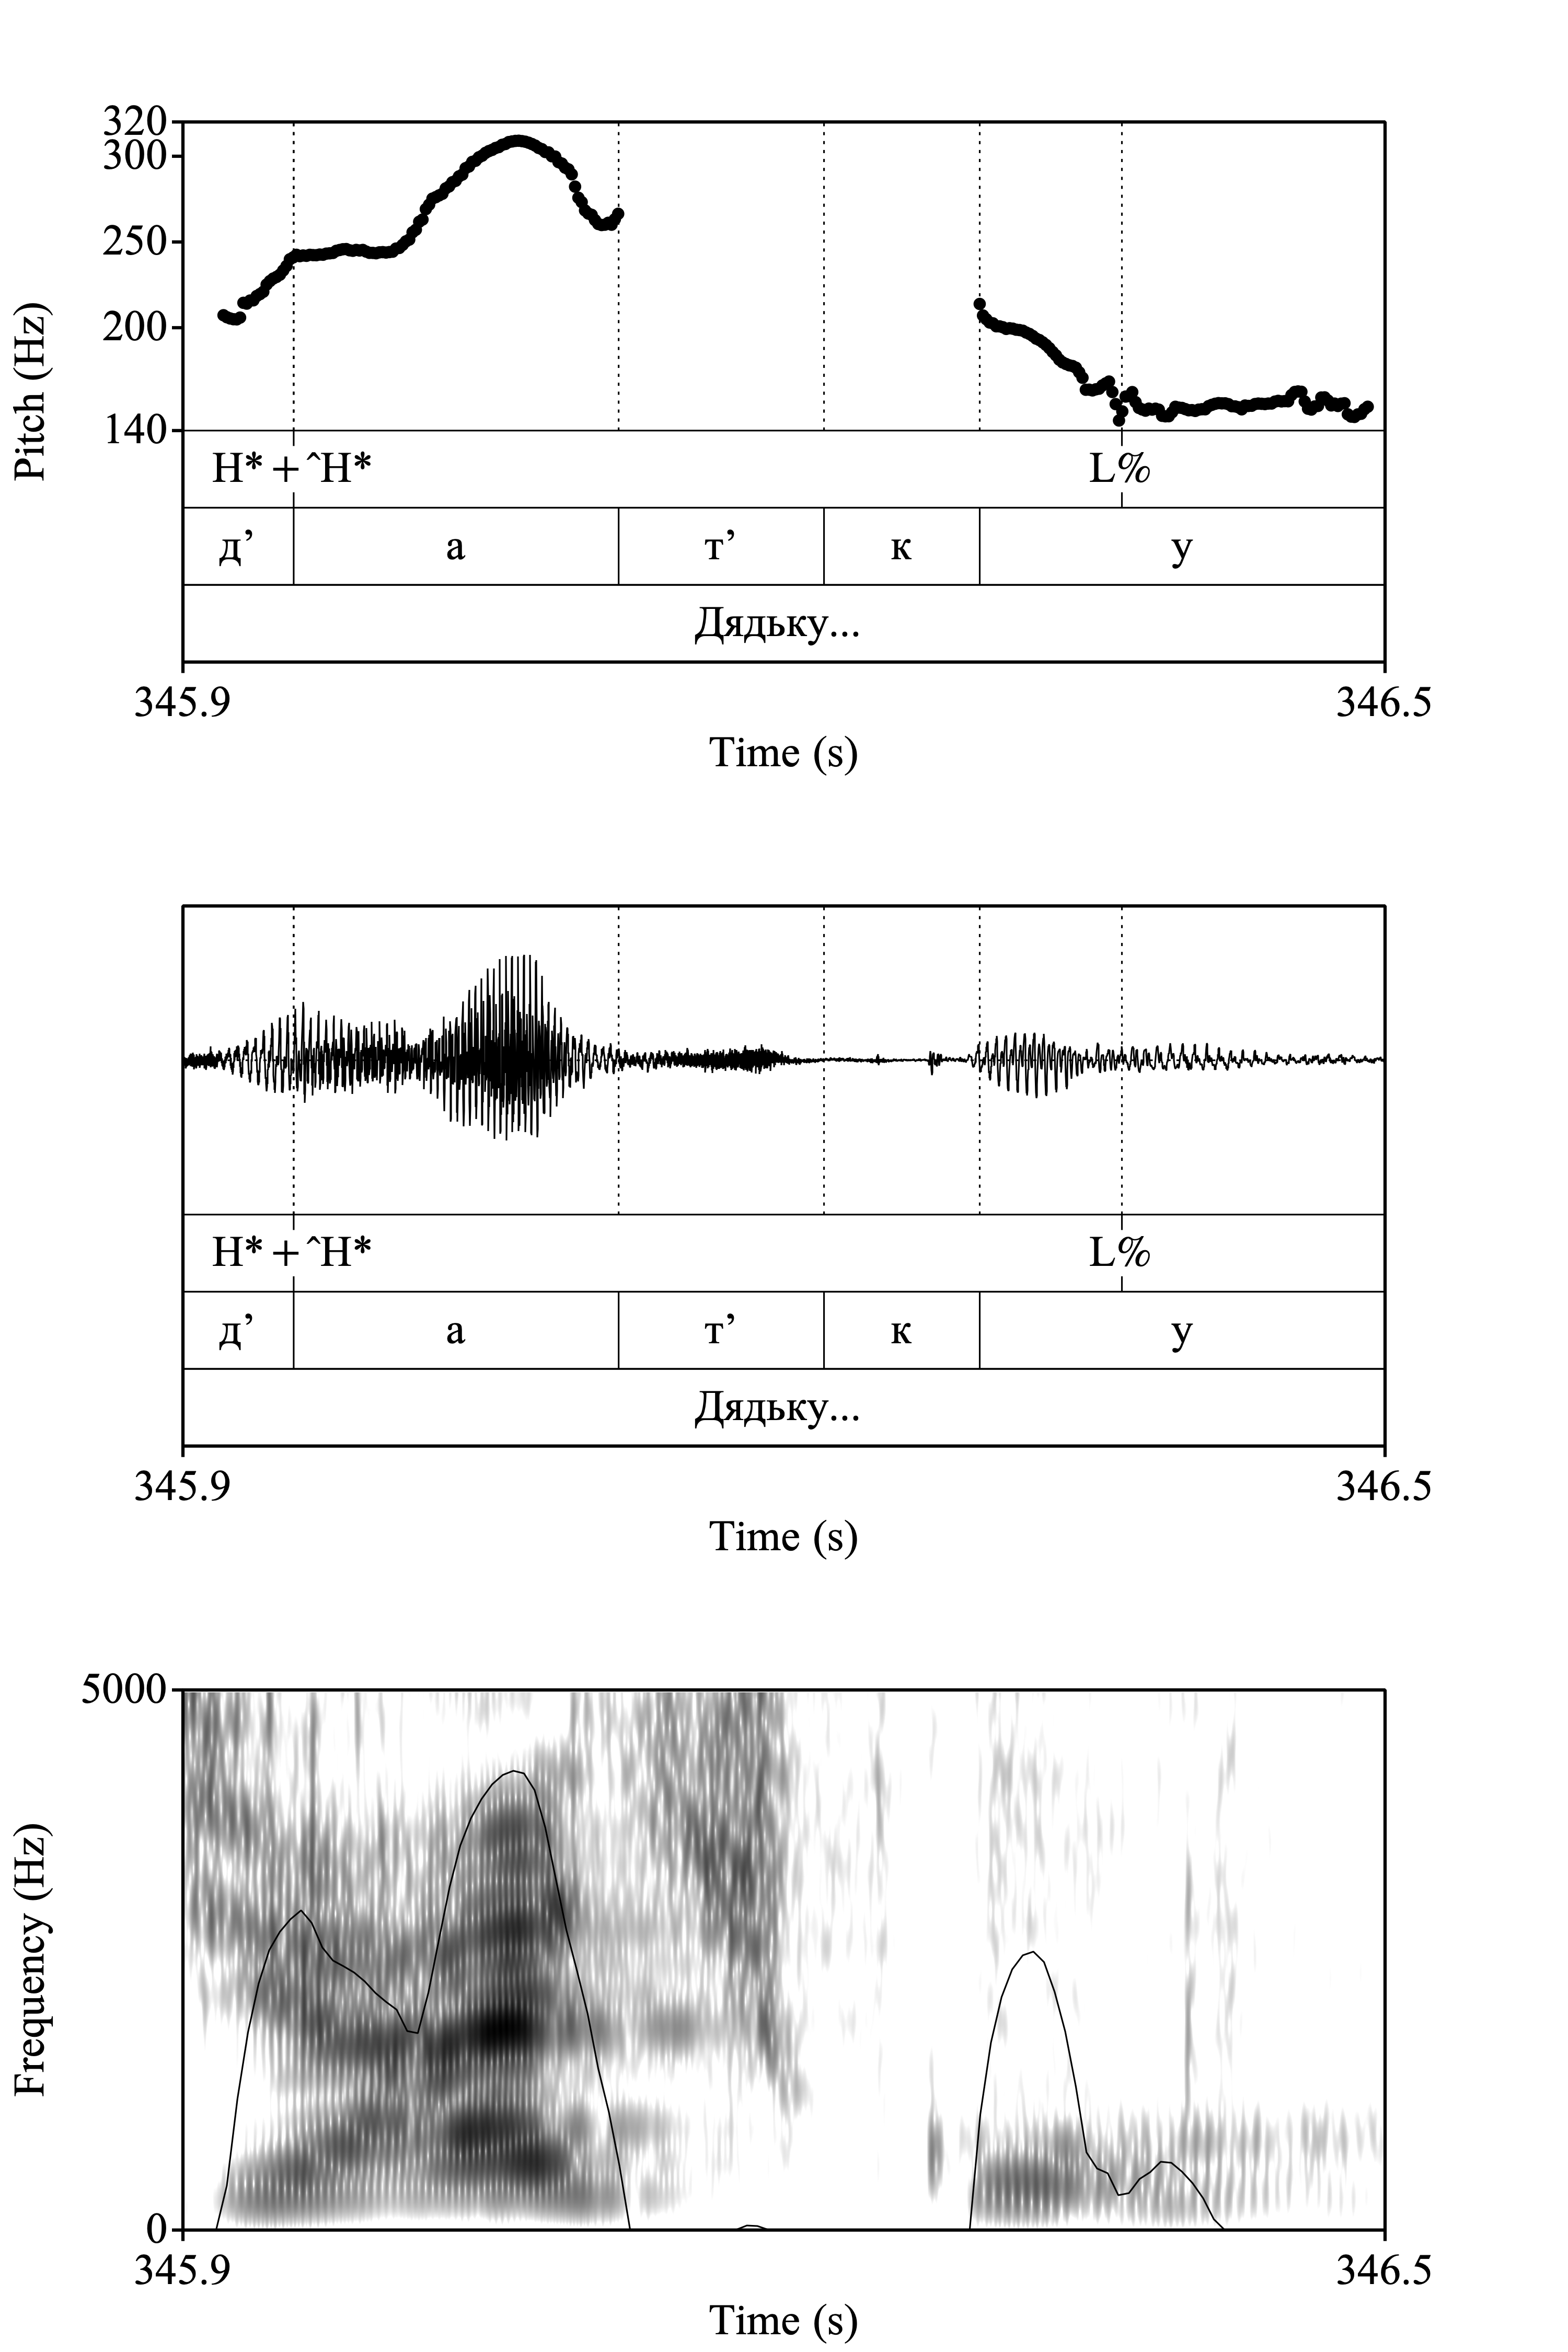 320
300
250
200
140
Pitch (Hz)
H* + ˆH* L%
д’ а т’ к у
Дядьку...
345.9 346.5
Time (s)
H* + ˆH* L%
д’ а т’ к у
Дядьку...
345.9 346.5
Time (s)
5000
Frequency (Hz)
0
345.9 346.5
Time (s)